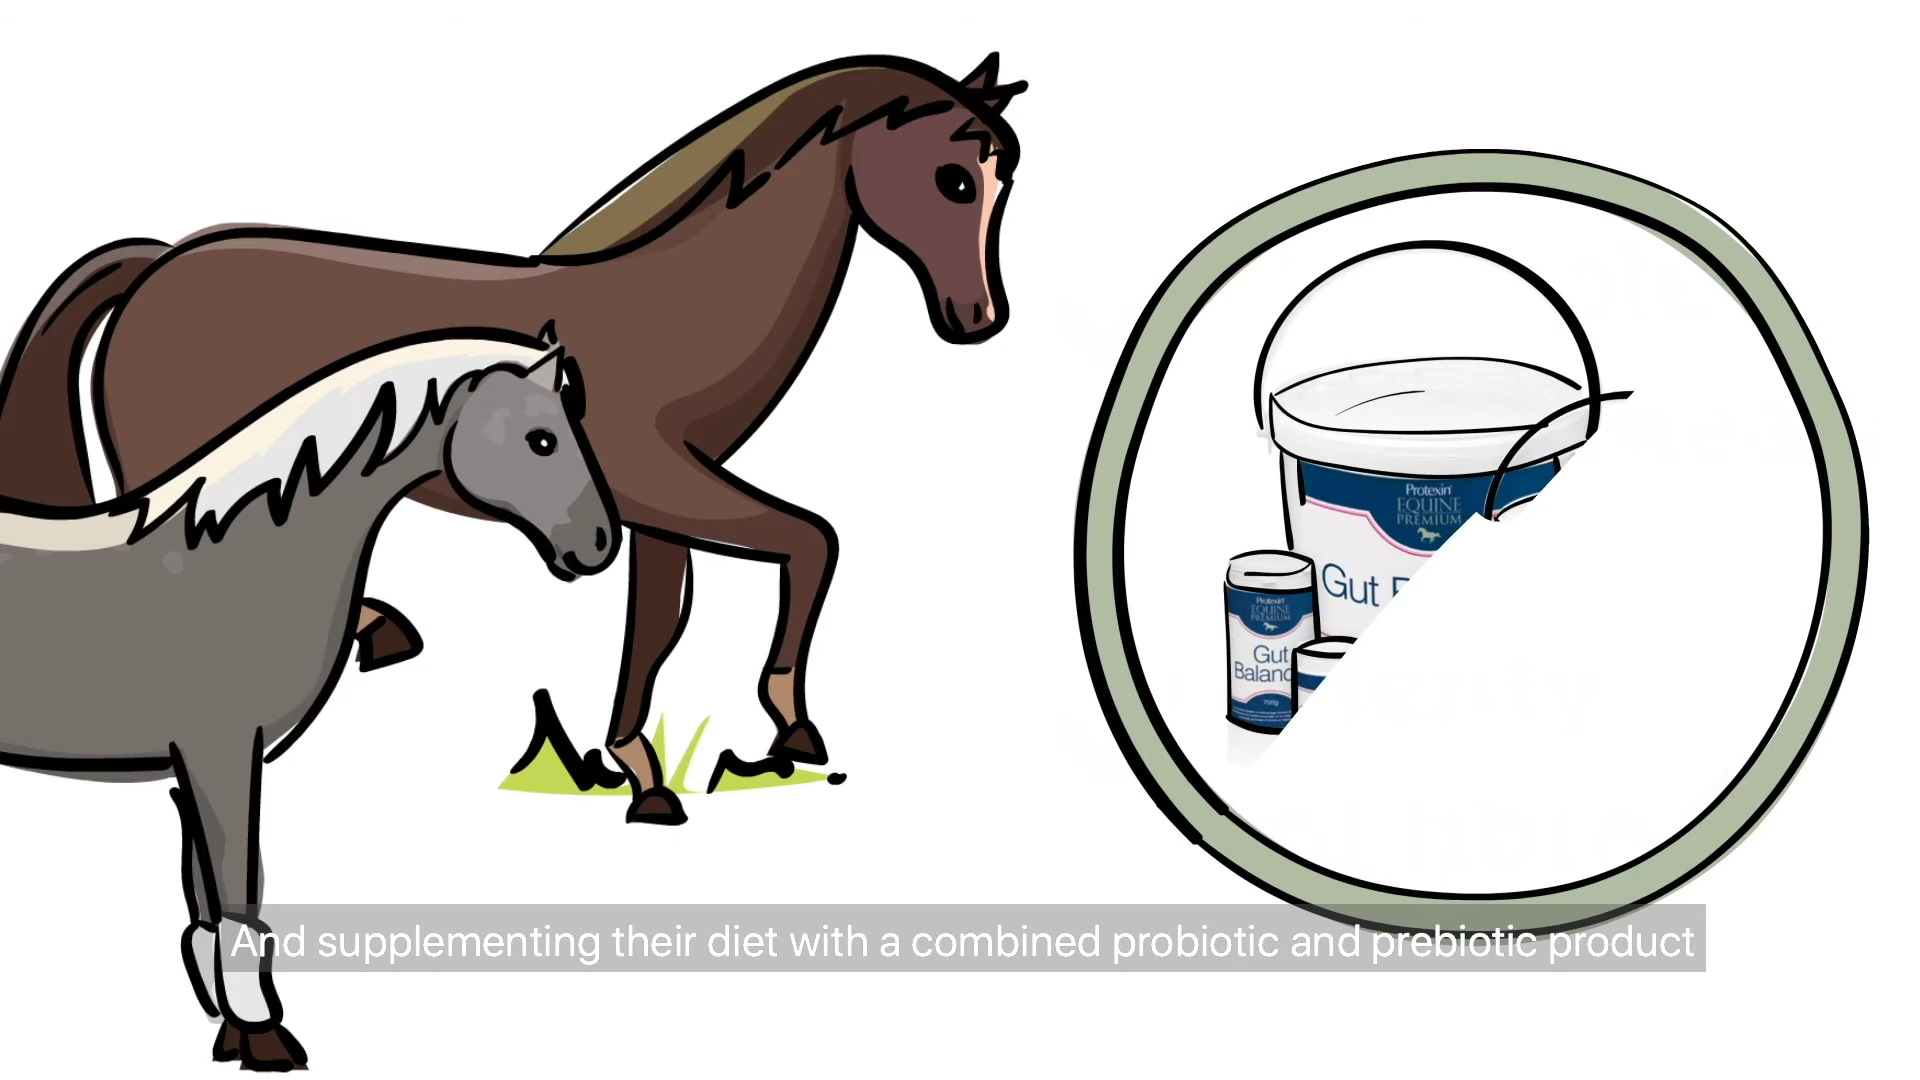 Protexin
EQUINE
PREMIUM
Gut
Protexin
EQUINE
PREMIUM
Gut
Balanc
700g
And supplementing their diet with a combined probiotic and prebiotic product